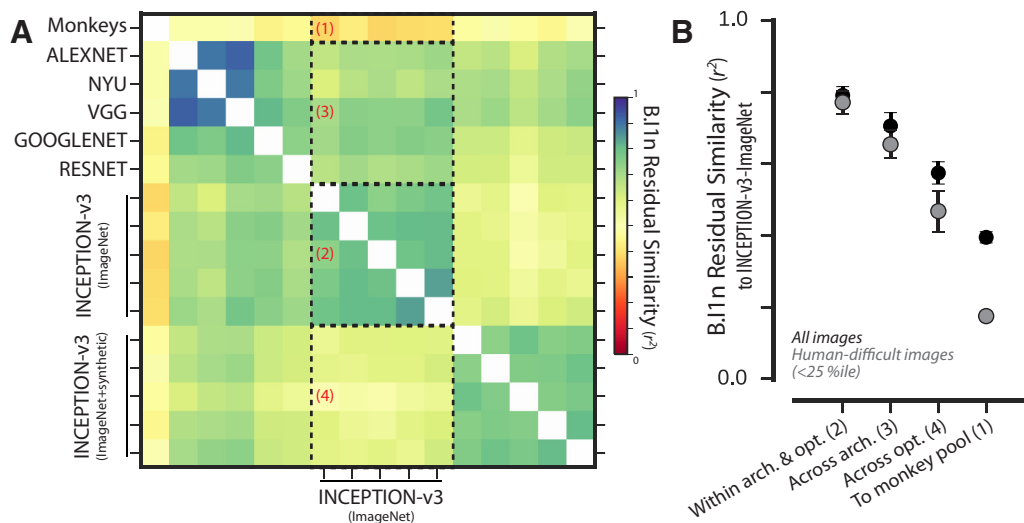 A
Monkeys
ALEXNET
NYU
VGG
GOOGLENET
RESNET
INCEPTION-v3
(ImageNet)
INCEPTION-v3
(ImageNet+synthetic)
(1)
(3)
(2)
(4)
INCEPTION-v3
(ImageNet)
1
0
B.I1n Residual Similarity (r²)
B
1.0
0.0
B.I1n Residual Similarity (r²)
to INCEPTION-v3-ImageNet
All images
Human-difficult images
(<25 %ile)
Within arch. & opt. (2)
Across arch. (3)
Across opt. (4)
To monkey pool (1)